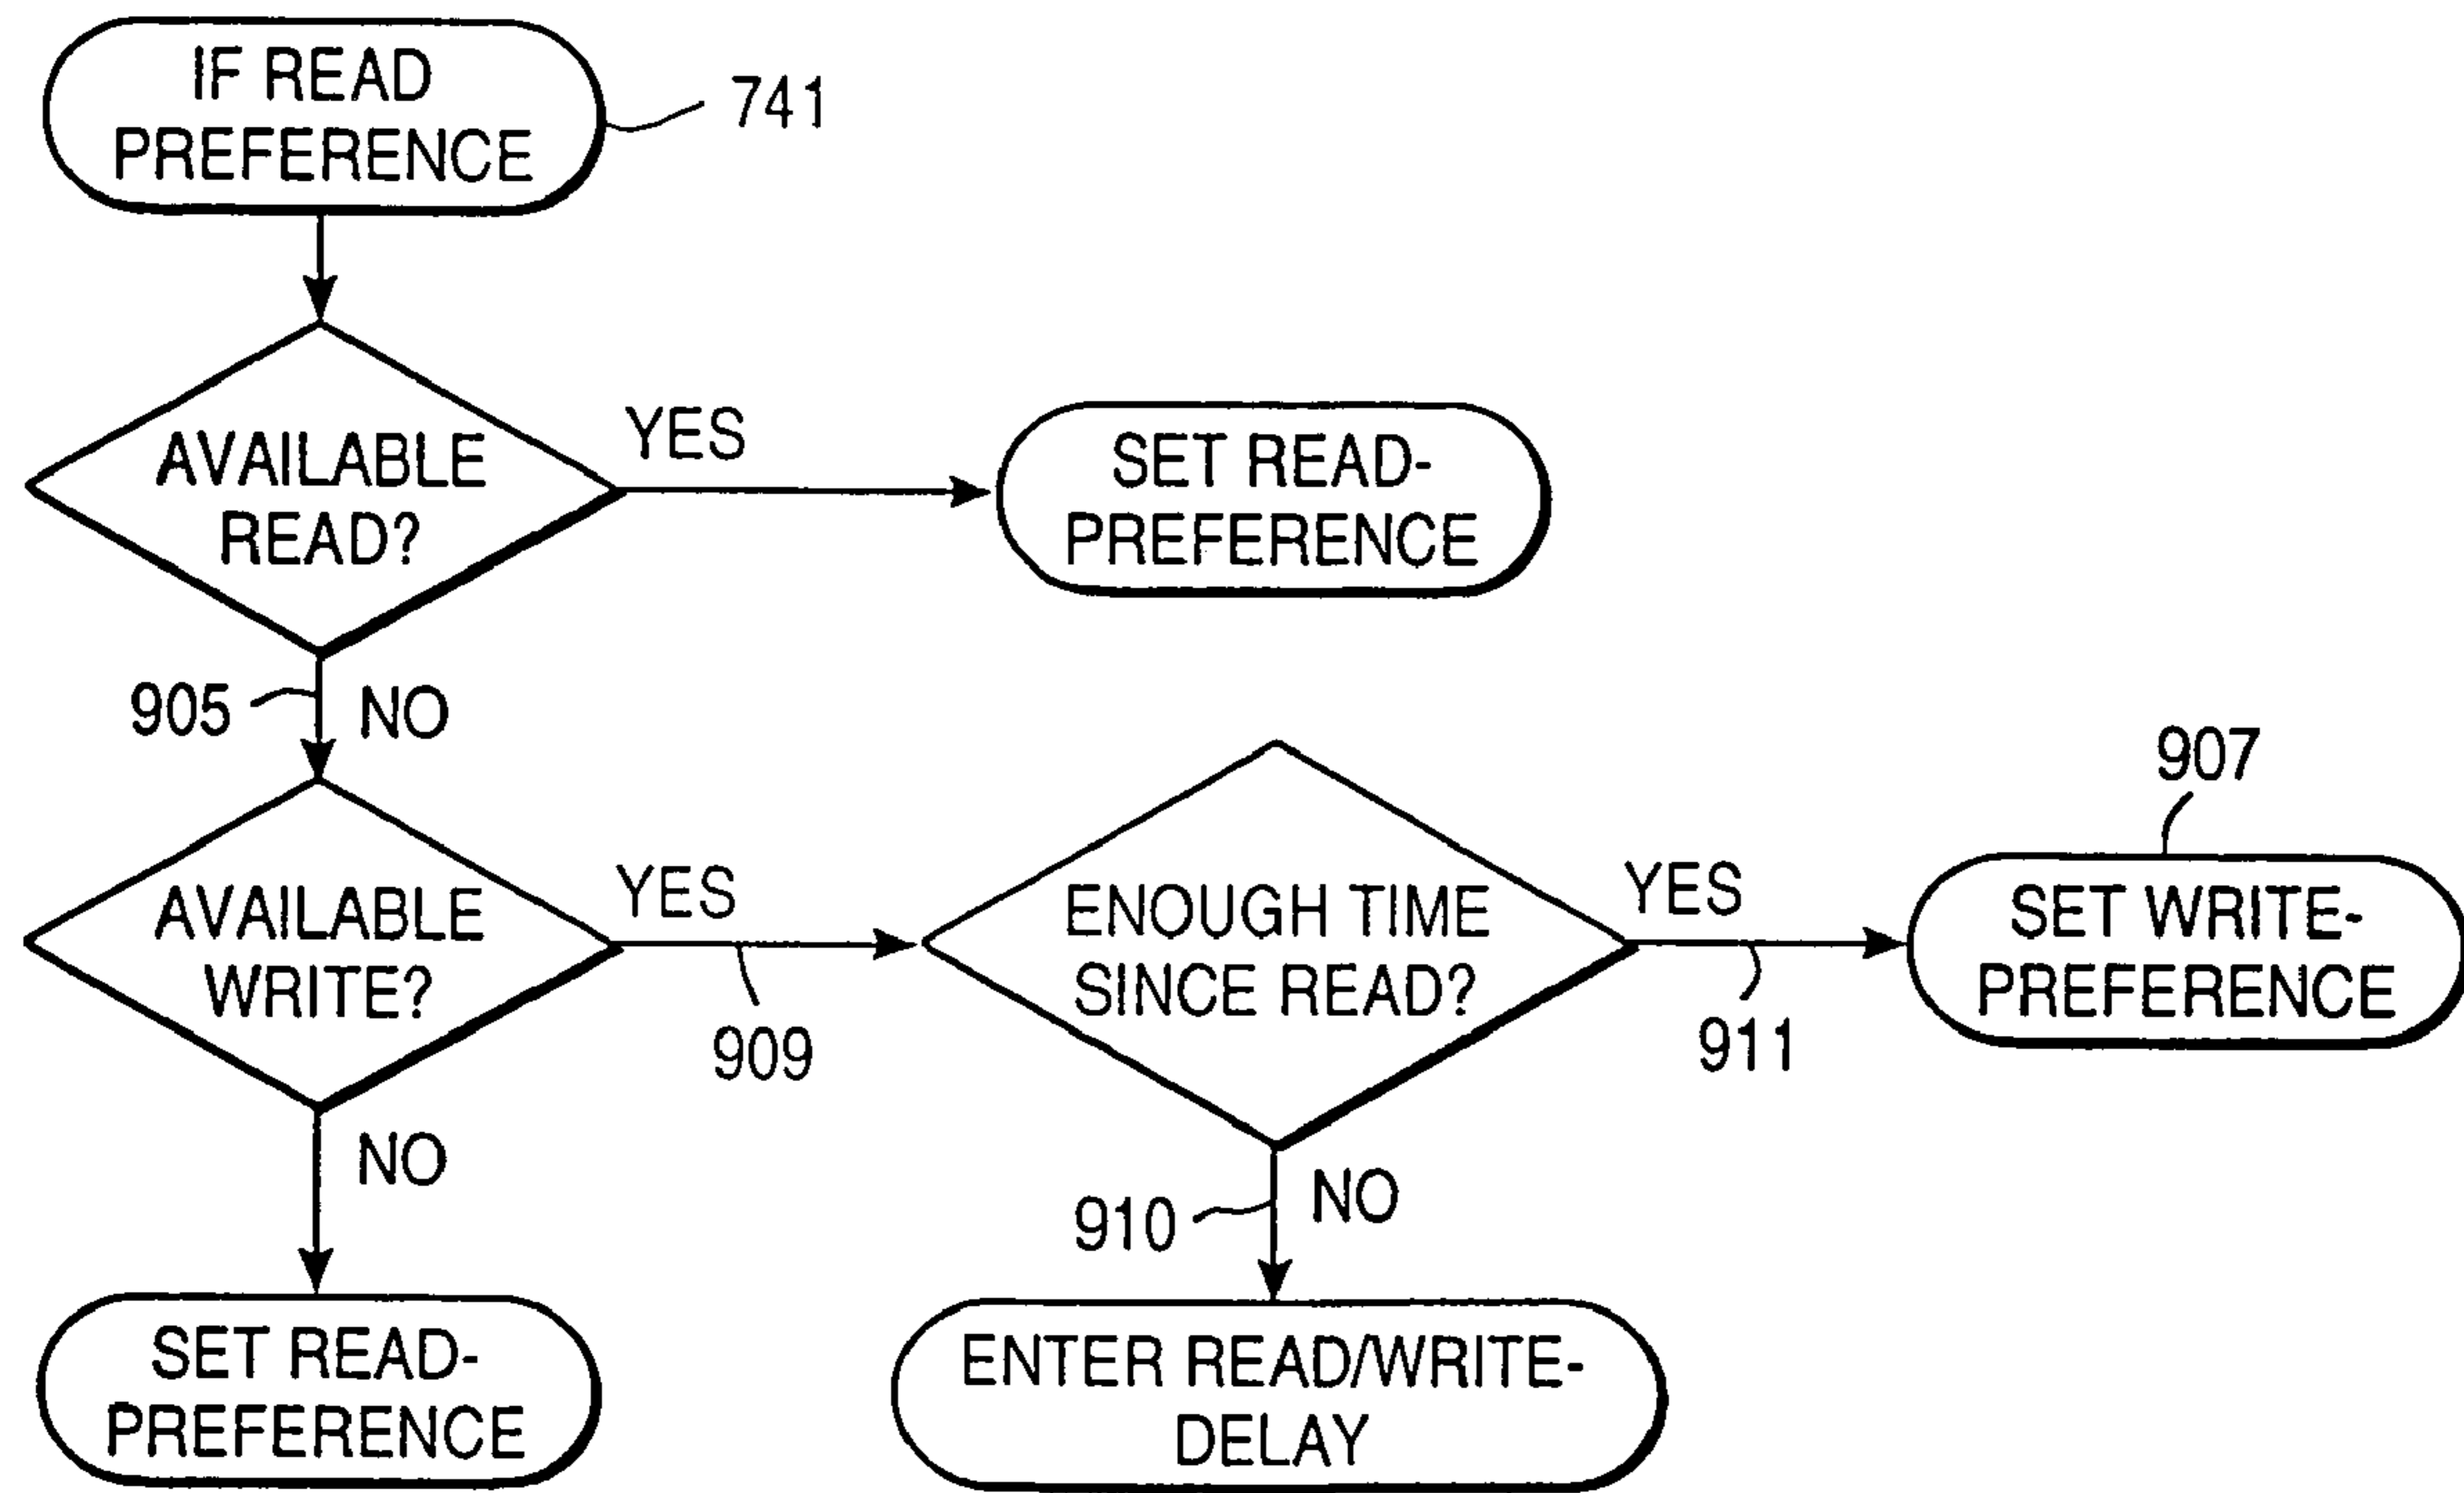 IF READ
PREFERENCE
741
AVAILABLE
READ?
YES
SET READ-
PREFERENCE
905
NO
AVAILABLE
WRITE?
YES
909
ENOUGH TIME
SINCE READ?
YES
911
907
SET WRITE-
PREFERENCE
NO
910
NO
SET READ-
PREFERENCE
ENTER READ/WRITE-
DELAY